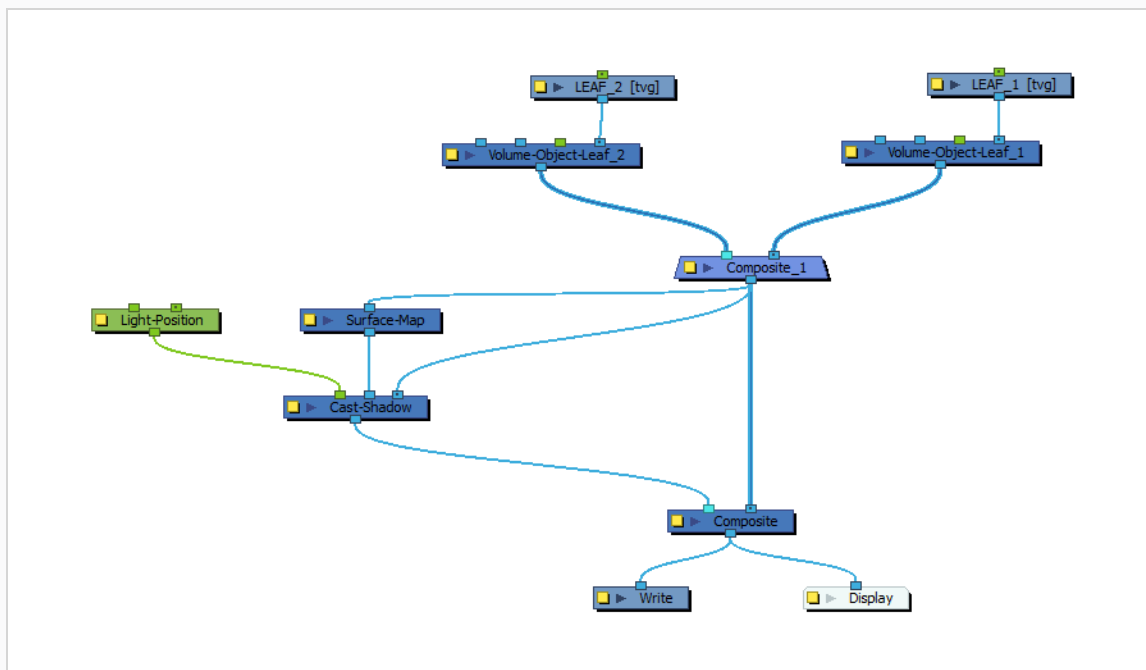 LEAF_2 [tvg]
LEAF_1 [tvg]
Volume-Object-Leaf_2
Volume-Object-Leaf_1
Composite_1
Light-Position
Surface-Map
Cast-Shadow
Composite
Write
Display